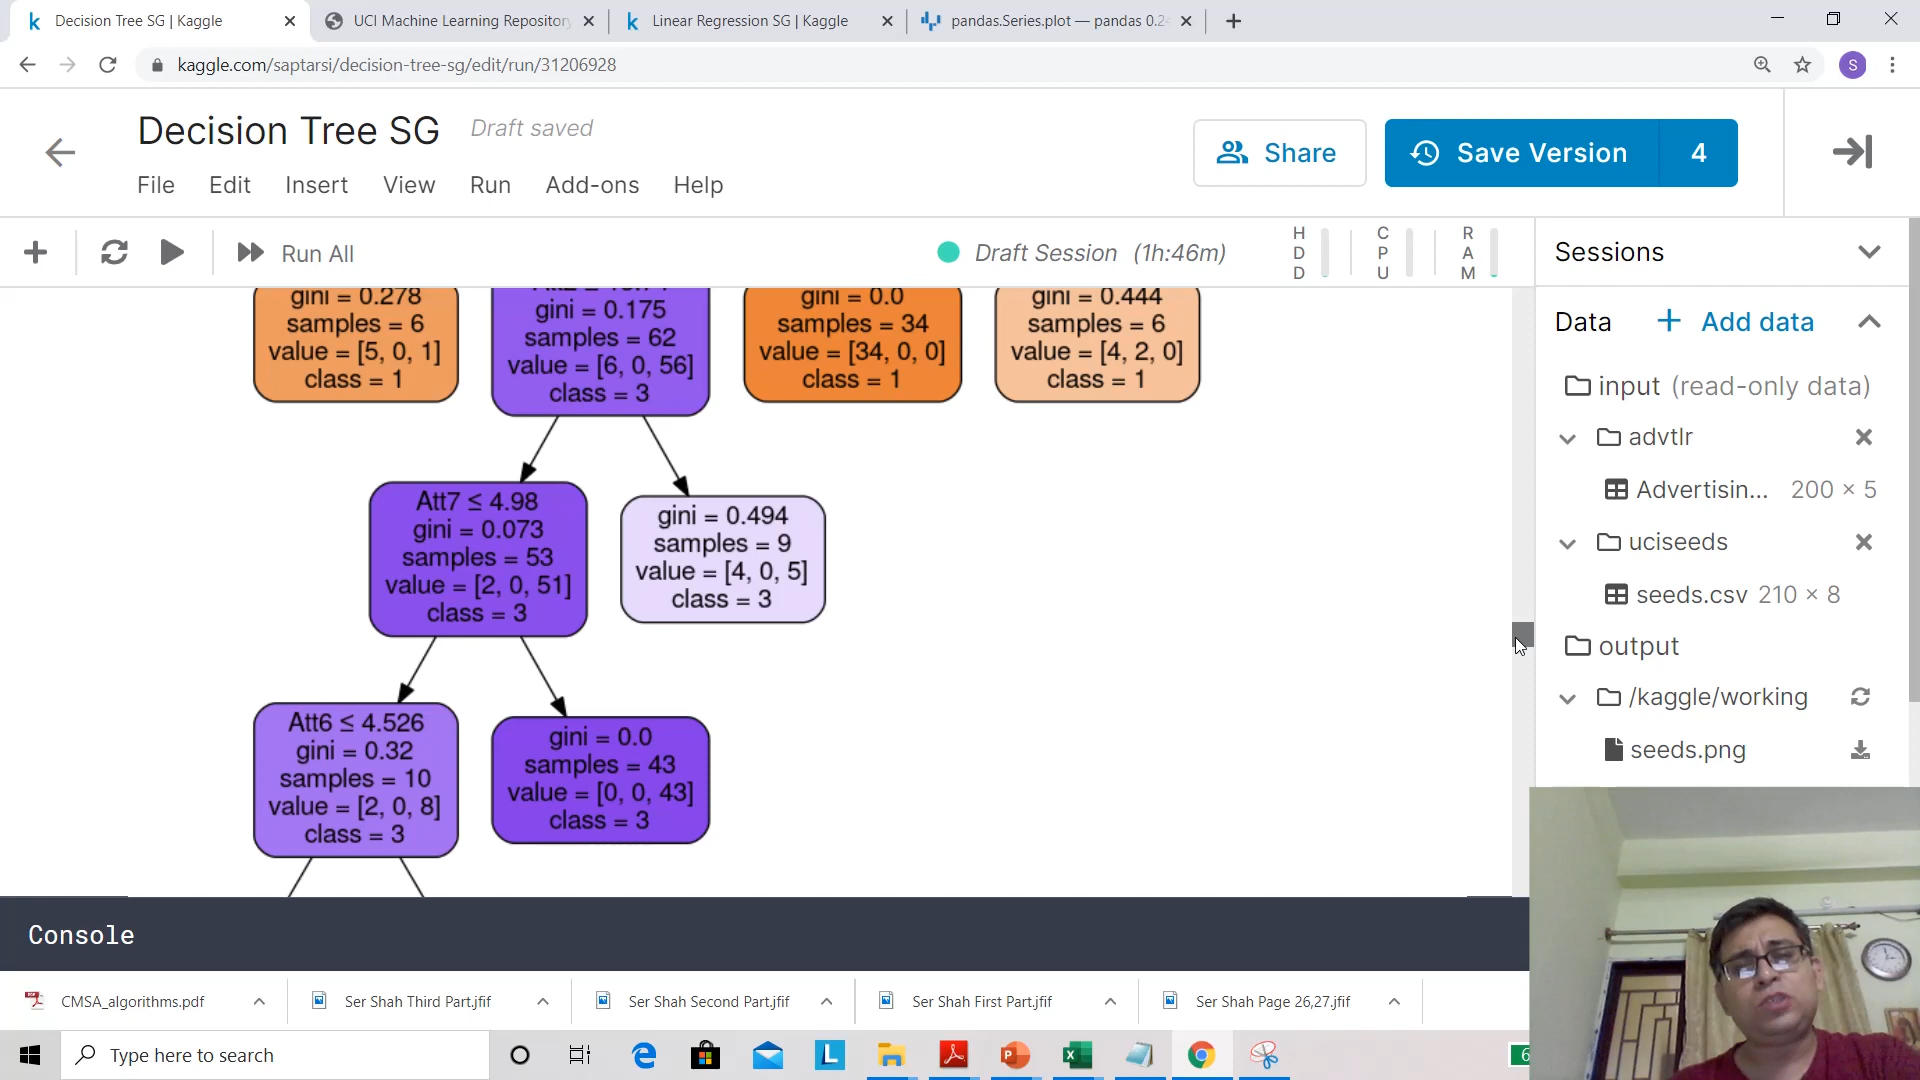 Decision Tree SG | Kaggle
UCI Machine Learning Repository
Linear Regression SG | Kaggle
pandas.Series.plot — pandas 0.2
kaggle.com/saptarsi/decision-tree-sg/edit/run/31206928
S
Decision Tree SG
Draft saved
Share
Save Version
4
File
Edit
Insert
View
Run
Add-ons
Help
Run All
Draft Session (1h:46m)
HDD
CPU
RAM
Sessions
gini = 0.278
samples = 6
value = [5, 0, 1]
class = 1
gini = 0.175
samples = 62
value = [6, 0, 56]
class = 3
gini = 0.0
samples = 34
value = [34, 0, 0]
class = 1
gini = 0.444
samples = 6
value = [4, 2, 0]
class = 1
Att7 ≤ 4.98
gini = 0.073
samples = 53
value = [2, 0, 51]
class = 3
gini = 0.494
samples = 9
value = [4, 0, 5]
class = 3
Att6 ≤ 4.526
gini = 0.32
samples = 10
value = [2, 0, 8]
class = 3
gini = 0.0
samples = 43
value = [0, 0, 43]
class = 3
Data
+ Add data
input (read-only data)
advtlr
Advertisin... 200 × 5
uciseeds
seeds.csv 210 × 8
output
/kaggle/working
seeds.png
Console
CMSA_algorithms.pdf
Ser Shah Third Part.jfif
Ser Shah Second Part.jfif
Ser Shah First Part.jfif
Ser Shah Page 26,27.jfif
Type here to search